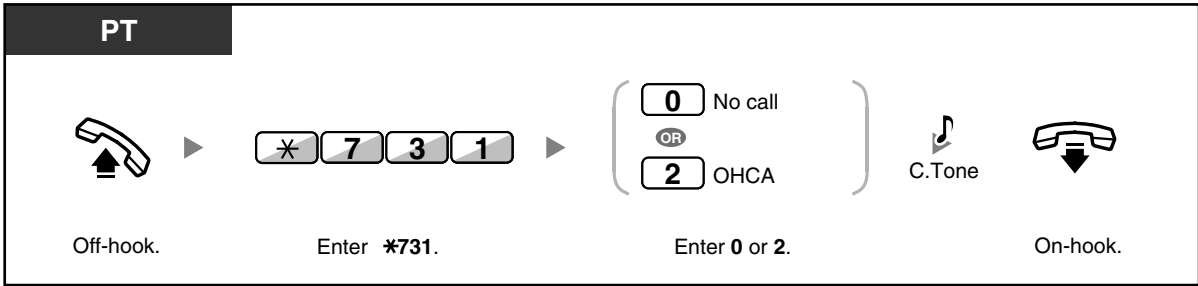 PT
0 No call
OR
2 OHCA
* 7 3 1
C.Tone
Off-hook.
Enter *731.
Enter 0 or 2.
On-hook.